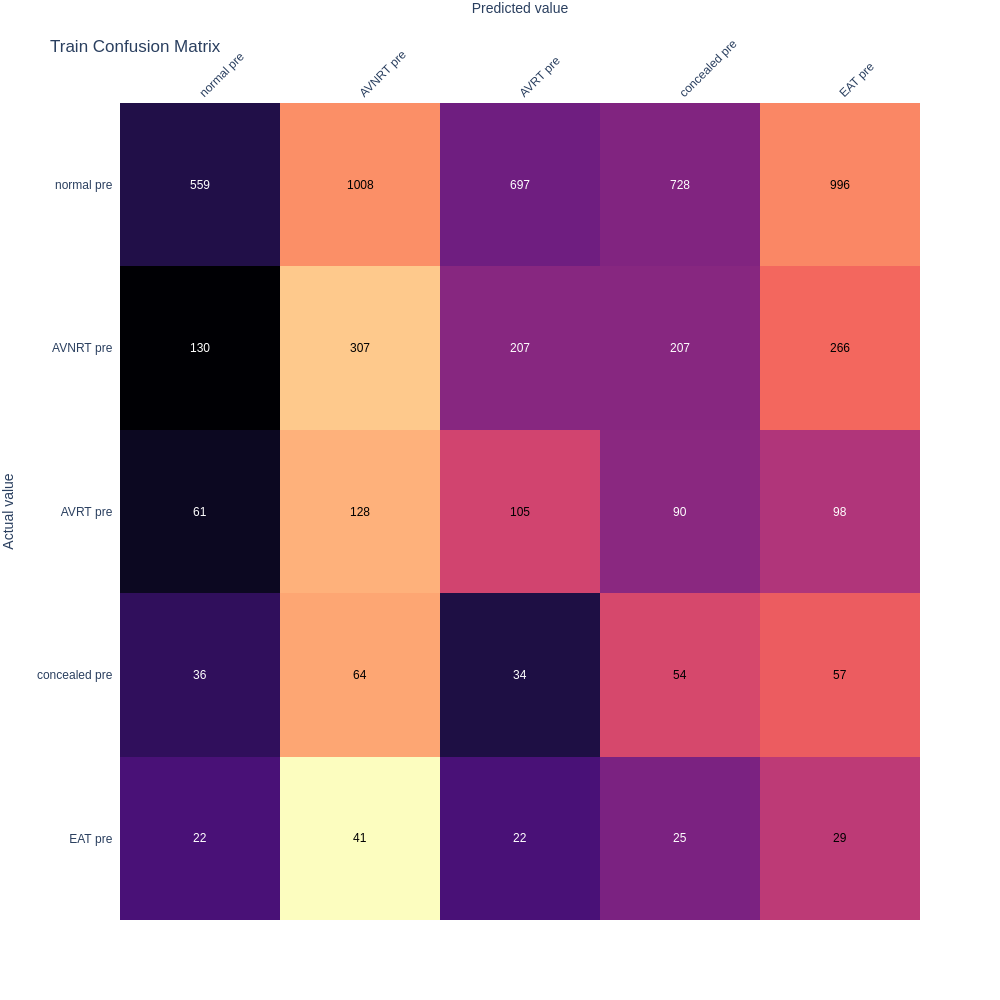 Predicted value
Train Confusion Matrix
normal pre AVNRT pre AVRT pre concealed pre EAT pre
normal pre 559 1008 697 728 996
AVNRT pre 130 307 207 207 266
Actual value
AVRT pre 61 128 105 90 98
concealed pre 36 64 34 54 57
EAT pre 22 41 22 25 29